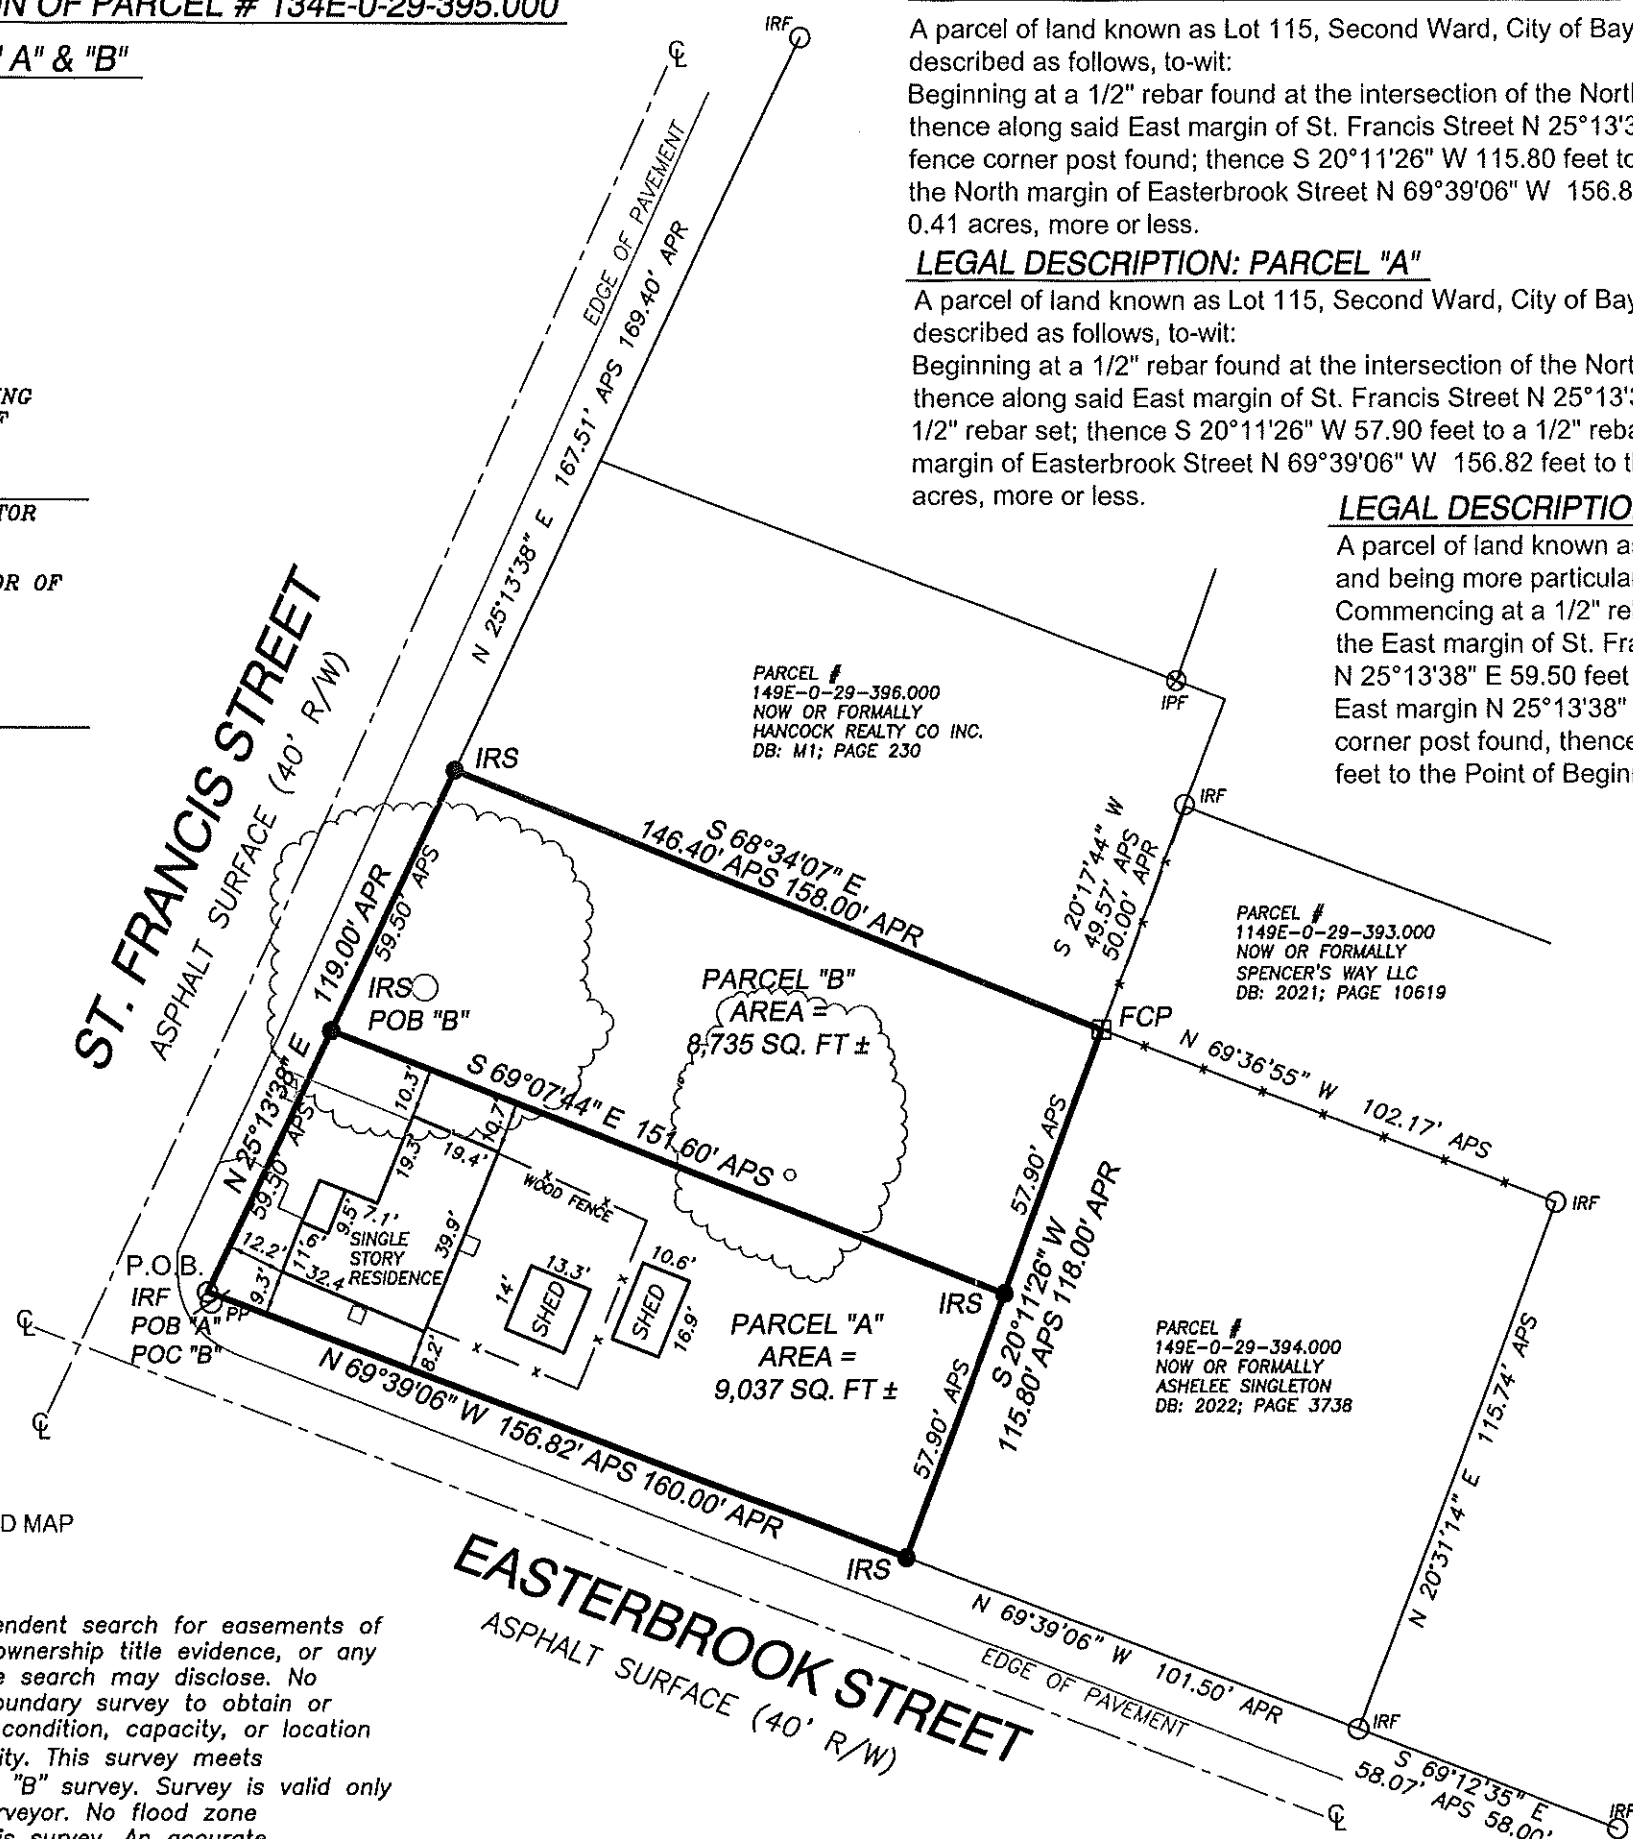 ON OF PARCEL # 134E-0-29-395.000
"A" & "B"
A parcel of land known as Lot 115, Second Ward, City of Bay
described as follows, to-wit:
Beginning at a 1/2" rebar found at the intersection of the North
thence along said East margin of St. Francis Street N 25°13'3
fence corner post found; thence S 20°11'26" W 115.80 feet to
the North margin of Easterbrook Street N 69°39'06" W 156.8
0.41 acres, more or less.
LEGAL DESCRIPTION: PARCEL "A"
A parcel of land known as Lot 115, Second Ward, City of Bay
described as follows, to-wit:
Beginning at a 1/2" rebar found at the intersection of the Nort
thence along said East margin of St. Francis Street N 25°13'3
1/2" rebar set; thence S 20°11'26" W 57.90 feet to a 1/2" reba
margin of Easterbrook Street N 69°39'06" W 156.82 feet to t
acres, more or less.
LEGAL DESCRIPTIO
A parcel of land known as
and being more particula
Commencing at a 1/2" re
the East margin of St. Fra
N 25°13'38" E 59.50 feet
East margin N 25°13'38"
corner post found, thence
feet to the Point of Begin
NG
F
TOR
OR OF
IRF
℄
EDGE OF PAVEMENT
N 25°13'38" E 167.51' APS 169.40' APR
ST. FRANCIS STREET
ASPHALT SURFACE (40' R/W)
PARCEL #
149E-0-29-396.000
NOW OR FORMALLY
HANCOCK REALTY CO INC.
DB: M1; PAGE 230
IPF
IRS
IRF
S 68°34'07" E
146.40' APS 158.00' APR
S 20°17'44" W
49.57' APS
50.00' APR
PARCEL #
1149E-0-29-393.000
NOW OR FORMALLY
SPENCER'S WAY LLC
DB: 2021; PAGE 10619
119.00' APR
59.50' APS
IRS
POB "B"
PARCEL "B"
AREA =
8,735 SQ. FT ±
FCP
N 69°36'55" W 102.17' APS
IRF
N 25°13'38" E
59.50' APS
S 69°07'44" E 151.60' APS
10.3'
10.7'
19.3'
19.4'
WOOD FENCE
9.5'
7.1'
11'6'
12.2'
32.4
9.3'
39.9'
8.2'
SINGLE
STORY
RESIDENCE
14'
13.3'
SHED
10.6'
16.9'
SHED
57.90' APS
S 20°11'26" W
115.80' APS 118.00' APR
IRS
P.O.B.
IRF
POB "A"
POC "B"
PP
℄
℄
PARCEL "A"
AREA =
9,037 SQ. FT ±
57.90' APS
PARCEL #
149E-0-29-394.000
NOW OR FORMALLY
ASHELEE SINGLETON
DB: 2022; PAGE 3738
N 20°31'14" E 115.74' APS
N 69°39'06" W 156.82' APS 160.00' APR
IRS
EASTERBROOK STREET
ASPHALT SURFACE (40' R/W)
N 69°39'06" W 101.50' APR
EDGE OF PAVEMENT
IRF
S 69°12'35" E
58.07' APS 58.00'
IRF
℄
D MAP
endent search for easements of
ownership title evidence, or any
e search may disclose. No
oundary survey to obtain or
condition, capacity, or location
ity. This survey meets
"B" survey. Survey is valid only
rveyor. No flood zone
is survey. An accurate